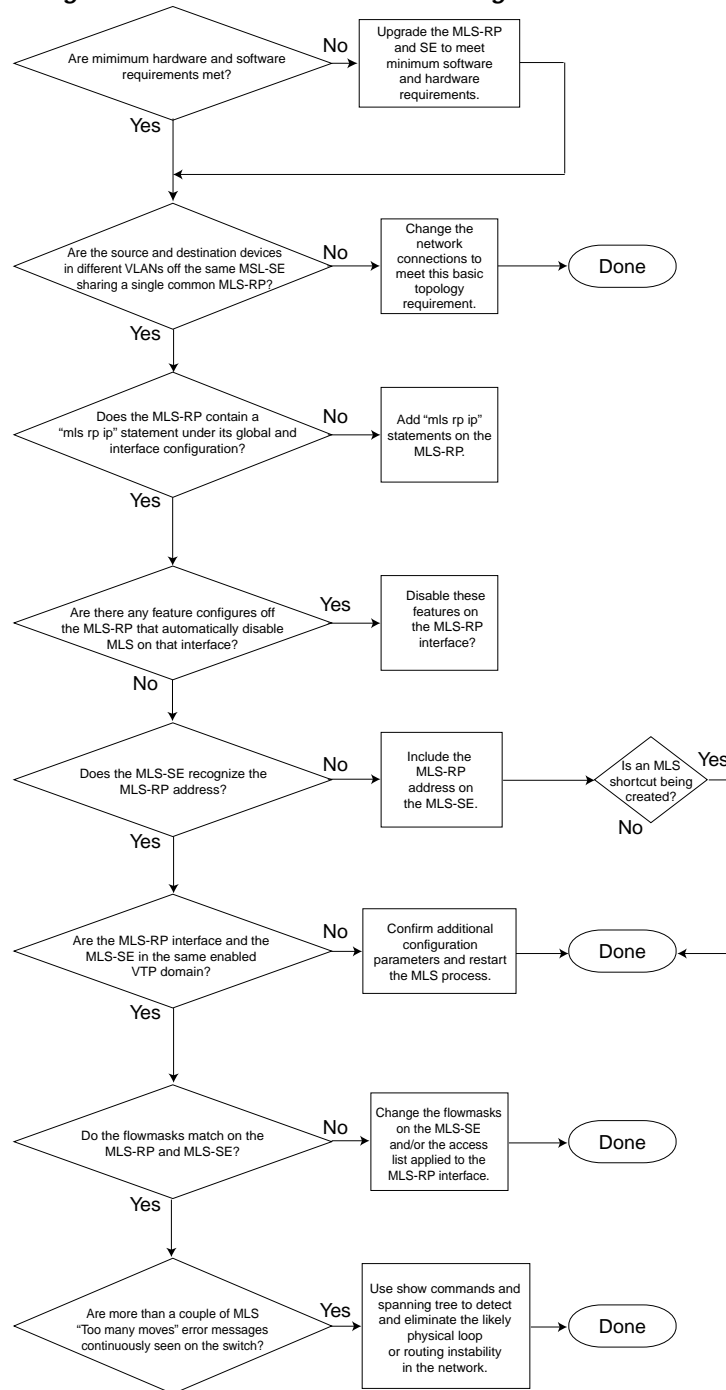 Are mimimum hardware and software
requirements met?
No
Upgrade the MLS-RP
and SE to meet
minimum software
and hardware
requirements.
Yes
Are the source and destination devices
in different VLANs off the same MSL-SE
sharing a single common MLS-RP?
No
Change the
network
connections to
meet this basic
topology
requirement.
Done
Yes
Does the MLS-RP contain a
“mls rp ip” statement under its global and
interface configuration?
No
Add “mls rp ip”
statements on the
MLS-RP.
Yes
Are there any feature configures off
the MLS-RP that automatically disable
MLS on that interface?
Yes
Disable these
features on
the MLS-RP
interface?
No
Does the MLS-SE recognize the
MLS-RP address?
No
Include the
MLS-RP
address on
the MLS-SE.
Is an MLS
shortcut being
created?
Yes
No
Yes
Are the MLS-RP interface and the
MLS-SE in the same enabled
VTP domain?
No
Confirm additional
configuration
parameters and restart
the MLS process.
Done
Yes
Do the flowmasks match on the
MLS-RP and MLS-SE?
No
Change the flowmasks
on the MLS-SE
and/or the access
list applied to the
MLS-RP interface.
Done
Yes
Are more than a couple of MLS
“Too many moves” error messages
continuously seen on the switch?
Yes
Use show commands and
spanning tree to detect
and eliminate the likely
physical loop
or routing instability
in the network.
Done